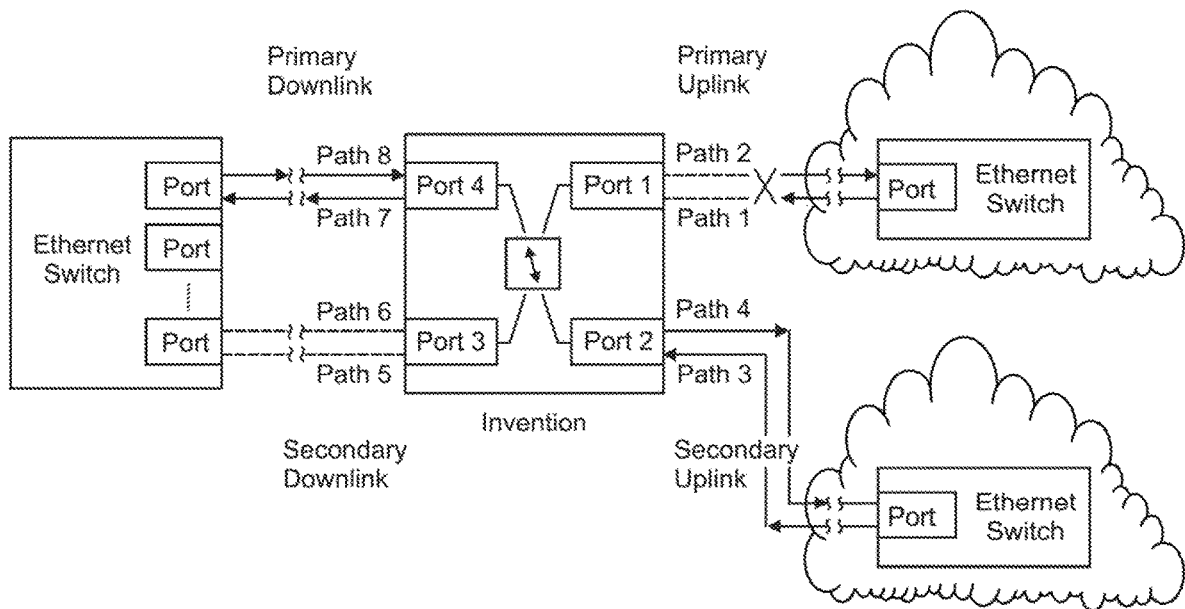 Primary
Downlink
Primary
Uplink
Path 8
Path 7
Port
Port
Port
Ethernet
Switch
Path 6
Path 5
Port 4
Port 1
Port 3
Port 2
Invention
Path 2
Path 1
Path 4
Path 3
Port
Ethernet
Switch
Secondary
Downlink
Secondary
Uplink
Port
Ethernet
Switch